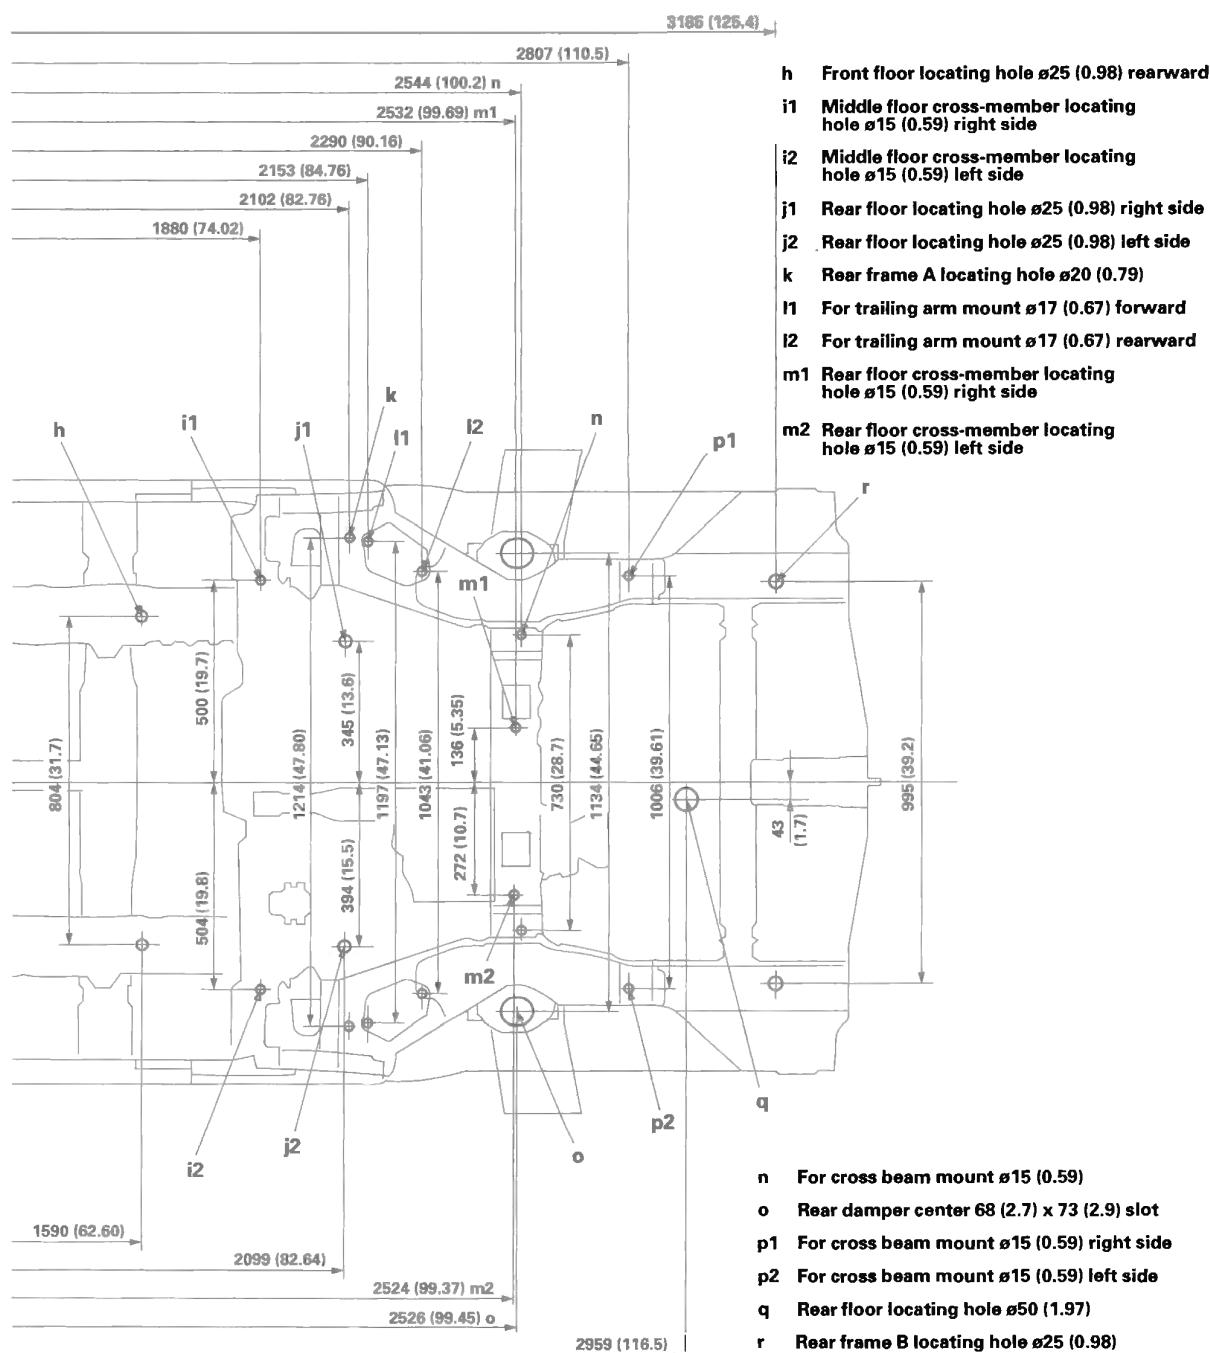 3186 (125.4)
2807 (110.5)
2544 (100.2) n
2532 (99.69) m1
2290 (90.16)
2153 (84.76)
2102 (82.76)
1880 (74.02)
h Front floor locating hole ø25 (0.98) rearward
i1 Middle floor cross-member locating
hole ø15 (0.59) right side
i2 Middle floor cross-member locating
hole ø15 (0.59) left side
j1 Rear floor locating hole ø25 (0.98) right side
j2 Rear floor locating hole ø25 (0.98) left side
k Rear frame A locating hole ø20 (0.79)
l1 For trailing arm mount ø17 (0.67) forward
l2 For trailing arm mount ø17 (0.67) rearward
m1 Rear floor cross-member locating
hole ø15 (0.59) right side
m2 Rear floor cross-member locating
hole ø15 (0.59) left side
h
i1
j1
k
l1
l2
n
p1
r
m1
804 (31.7)
500 (19.7)
504 (19.8)
1214 (47.80)
345 (13.6)
394 (15.5)
1197 (47.13)
1043 (41.06)
136 (5.35)
272 (10.7)
730 (28.7)
1134 (44.65)
1006 (39.61)
43
(1.7)
995 (39.2)
m2
i2
j2
o
p2
q
1590 (62.60)
2099 (82.64)
2524 (99.37) m2
2526 (99.45) o
2959 (116.5)
n For cross beam mount ø15 (0.59)
o Rear damper center 68 (2.7) x 73 (2.9) slot
p1 For cross beam mount ø15 (0.59) right side
p2 For cross beam mount ø15 (0.59) left side
q Rear floor locating hole ø50 (1.97)
r Rear frame B locating hole ø25 (0.98)